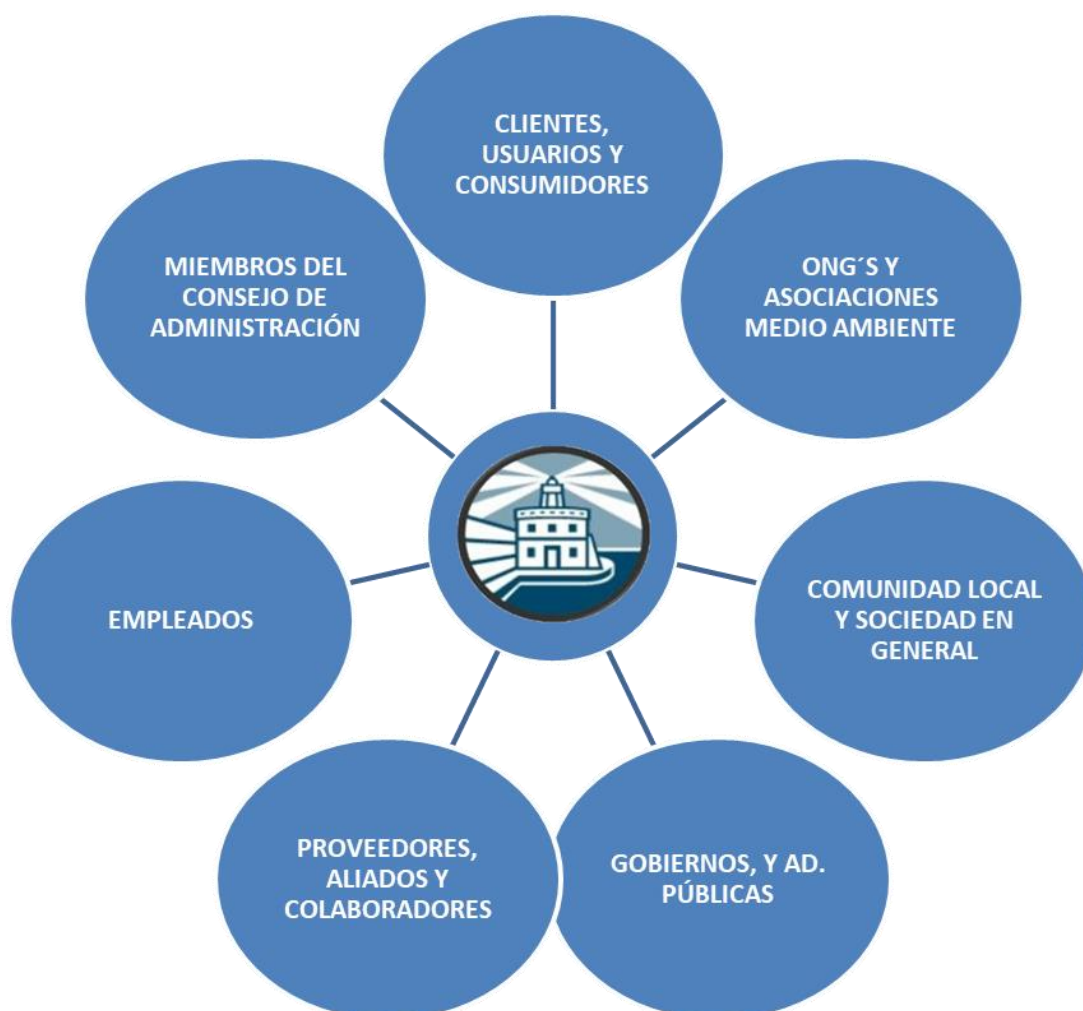 CLIENTES,
USUARIOS Y
CONSUMIDORES
MIEMBROS DEL
CONSEJO DE
ADMINISTRACIÓN
ONG´S Y
ASOCIACIONES
MEDIO AMBIENTE
EMPLEADOS
COMUNIDAD LOCAL
Y SOCIEDAD EN
GENERAL
PROVEEDORES,
ALIADOS Y
COLABORADORES
GOBIERNOS, Y AD.
PÚBLICAS